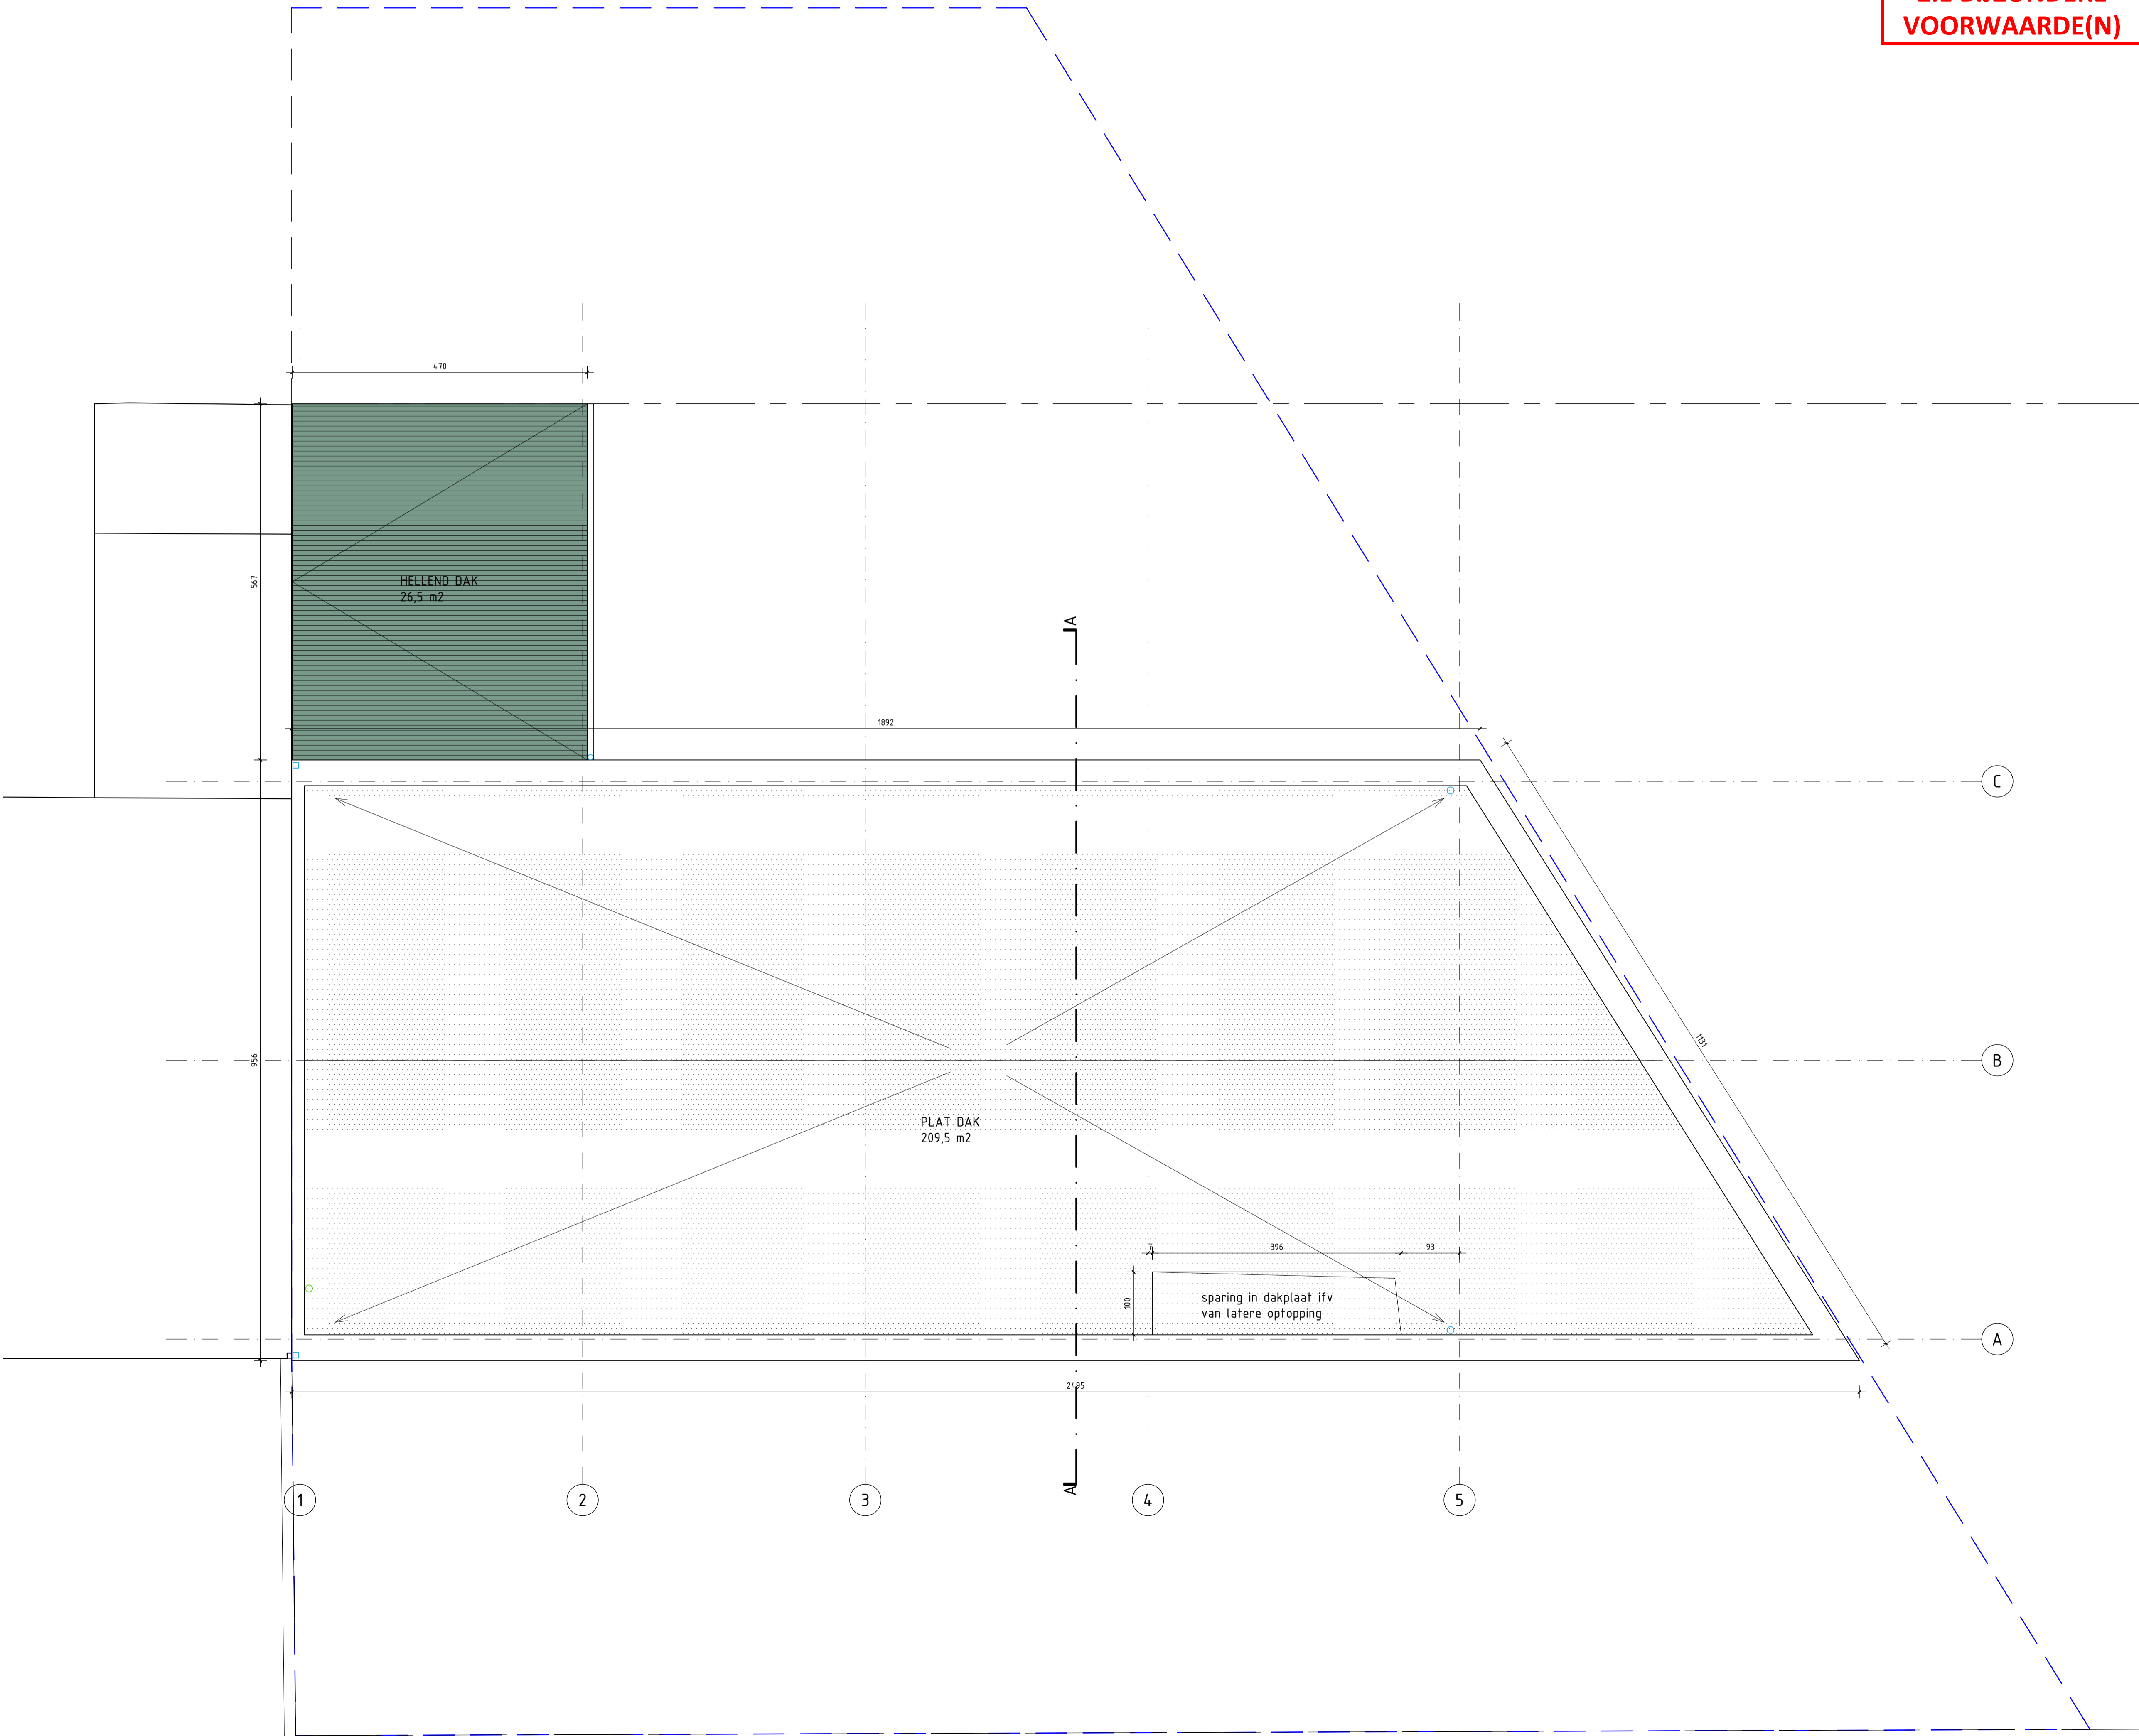 VOORWAARDE(N)
470
567
HELLEND DAK
26,5 m2
A
1892
C
1131
956
B
PLAT DAK
209,5 m2
7
396
93
100
sparing in dakplaat ifv
van latere optopping
A
2495
A
1
2
3
4
5